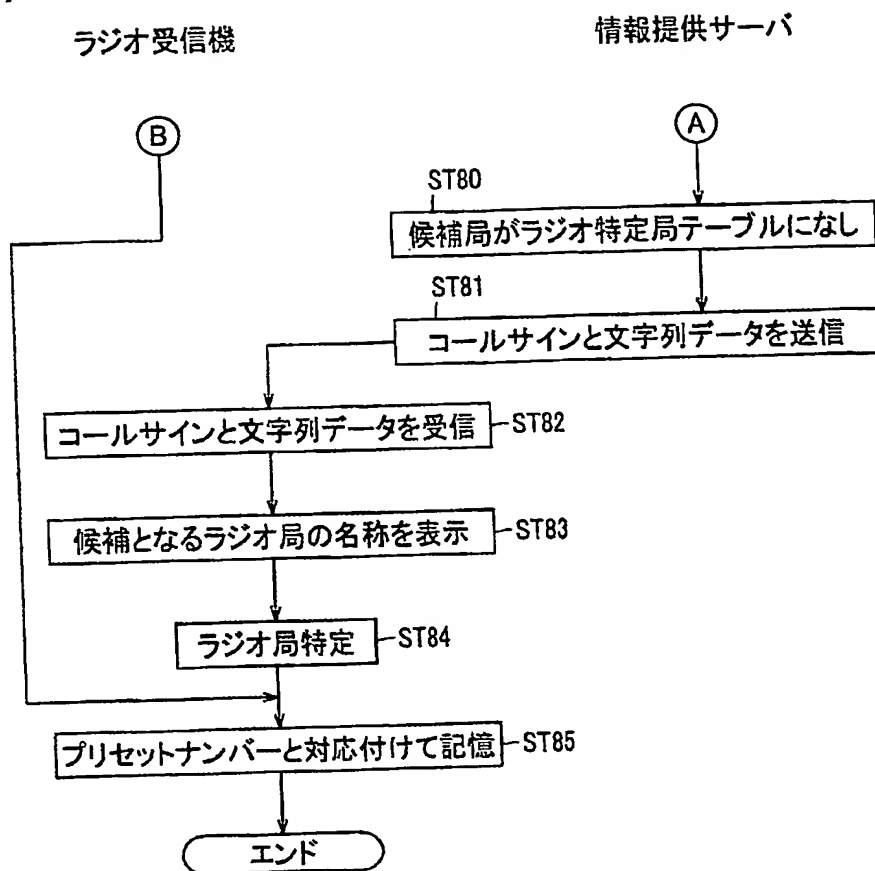 ラジオ受信機
情報提供サーバ
B
A
ST80
候補局がラジオ特定局テーブルになし
ST81
コールサインと文字列データを送信
コールサインと文字列データを受信
ST82
候補となるラジオ局の名称を表示
ST83
ラジオ局特定
ST84
プリセットナンバーと対応付けて記憶
ST85
エンド